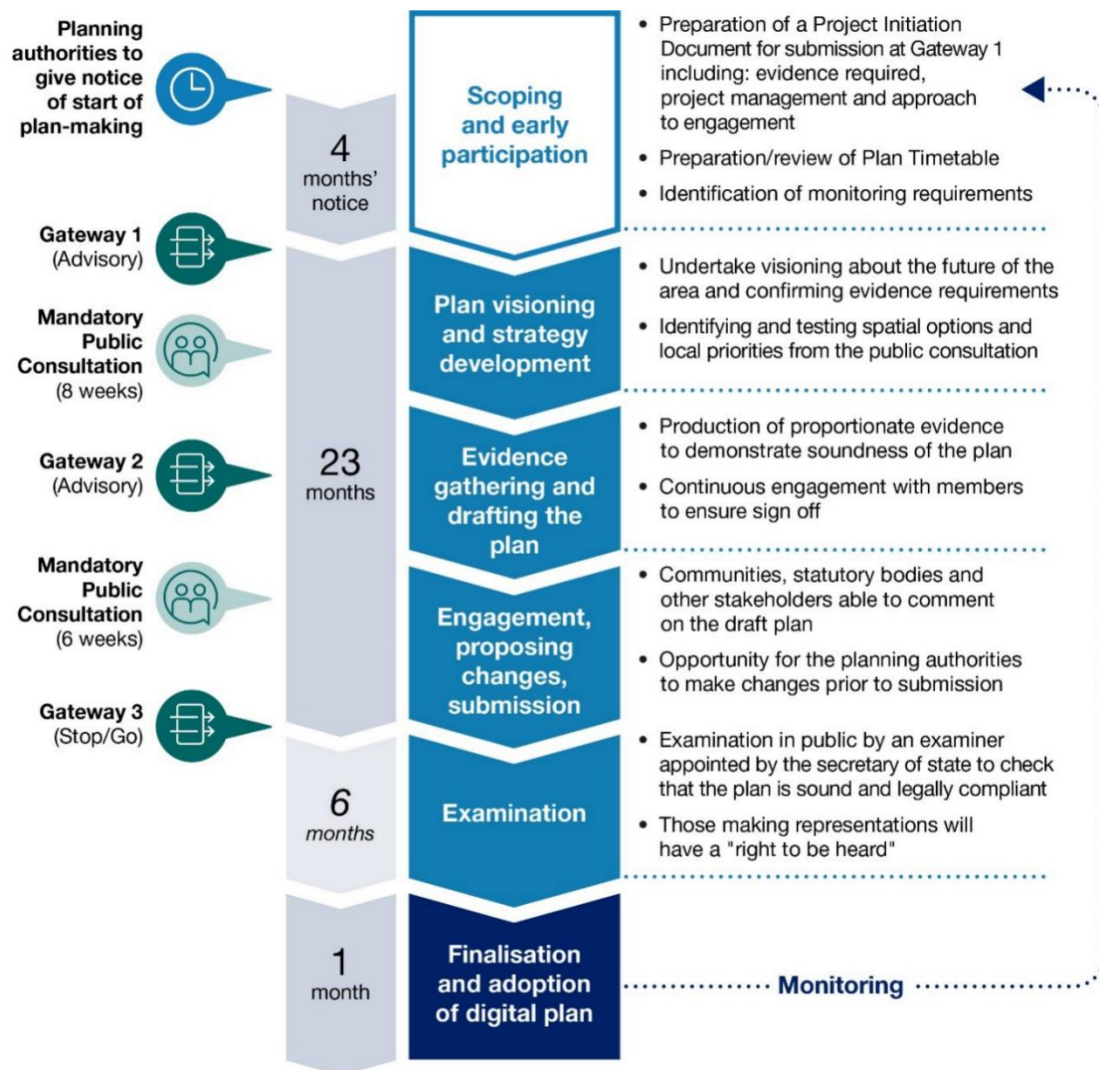 Planning
authorities to
give notice
of start of
plan-making
4
months'
notice
Scoping
and early
participation
• Preparation of a Project Initiation
Document for submission at Gateway 1
including: evidence required,
project management and approach
to engagement
• Preparation/review of Plan Timetable
• Identification of monitoring requirements
Gateway 1
(Advisory)
Mandatory
Public
Consultation
(8 weeks)
23
months
Plan visioning
and strategy
development
• Undertake visioning about the future of the
area and confirming evidence requirements
• Identifying and testing spatial options and
local priorities from the public consultation
Gateway 2
(Advisory)
Evidence
gathering and
drafting the
plan
• Production of proportionate evidence
to demonstrate soundness of the plan
• Continuous engagement with members
to ensure sign off
Mandatory
Public
Consultation
(6 weeks)
Engagement,
proposing
changes,
submission
• Communities, statutory bodies and
other stakeholders able to comment
on the draft plan
• Opportunity for the planning authorities
to make changes prior to submission
Gateway 3
(Stop/Go)
6
months
Examination
• Examination in public by an examiner
appointed by the secretary of state to check
that the plan is sound and legally compliant
• Those making representations will
have a "right to be heard"
1
month
Finalisation
and adoption
of digital plan
Monitoring